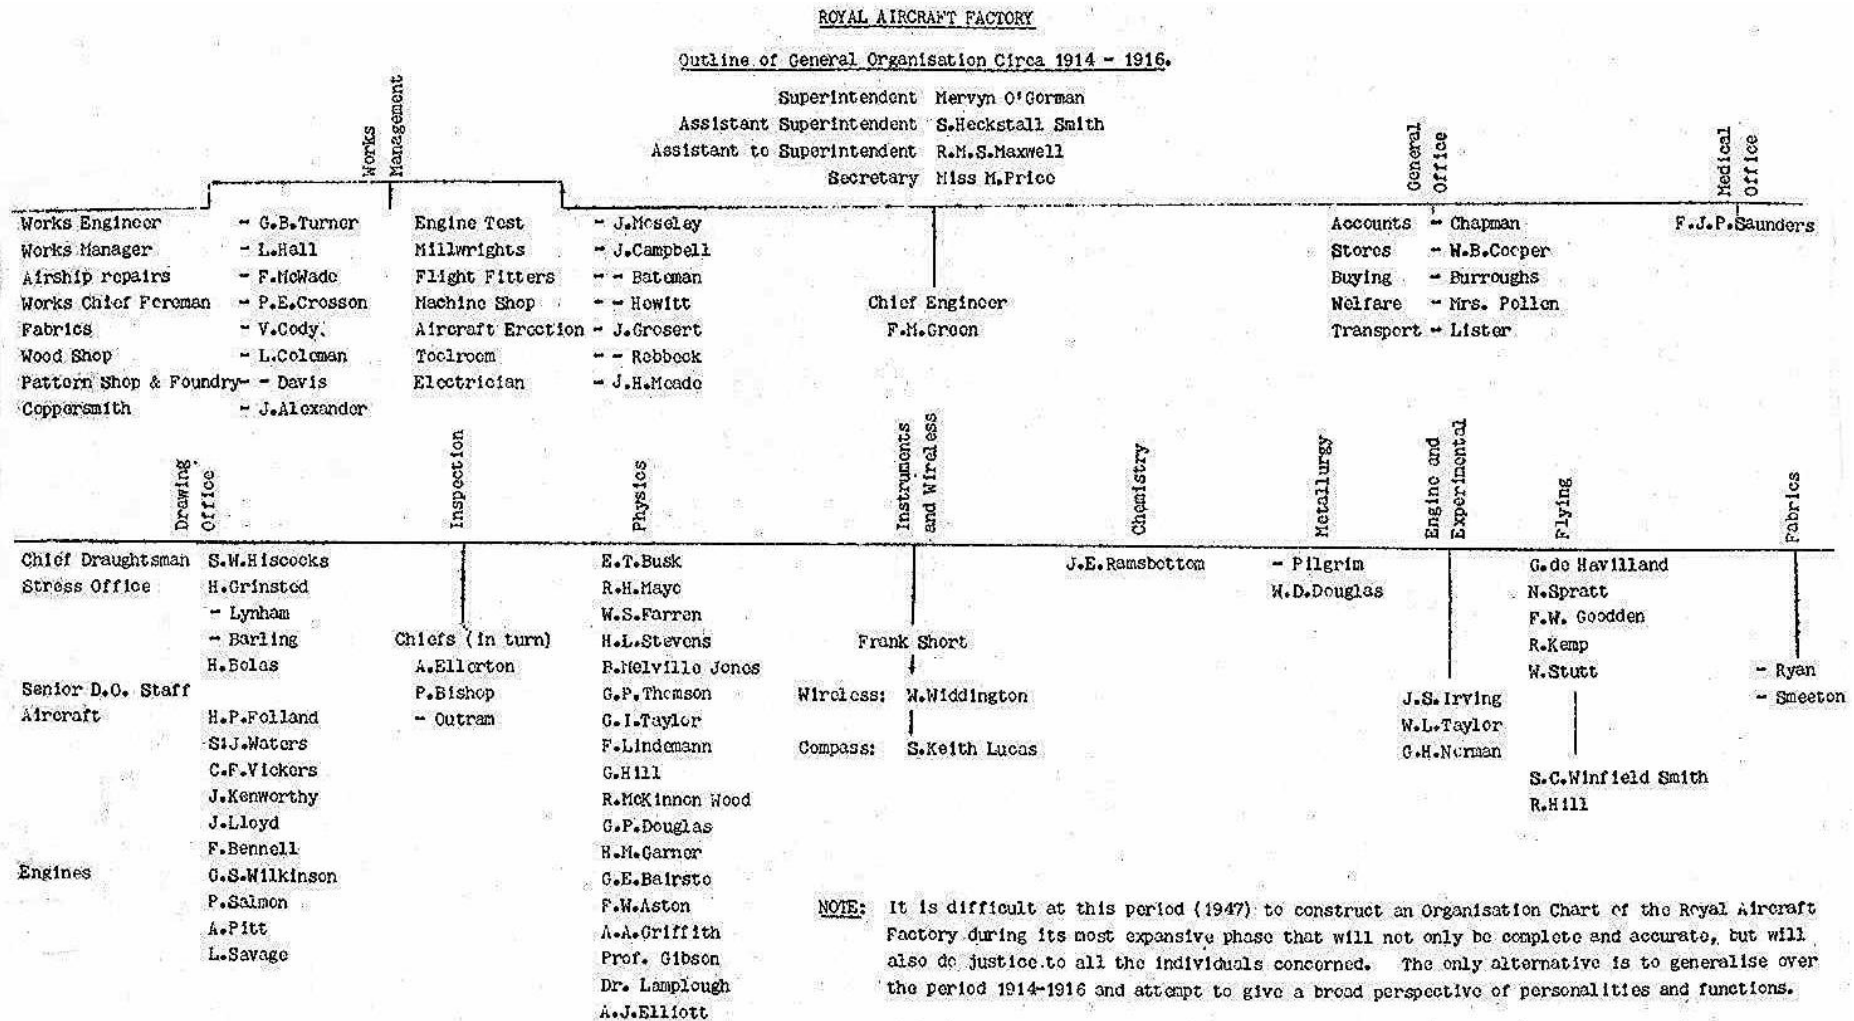 ROYAL AIRCRAFT FACTORY
Outline of General Organisation Circa 1914 - 1916.
Superintendent Mervyn O'Gorman
Assistant Superintendent S.Heckstall Smith
Assistant to Superintendent R.M.S.Maxwell
Secretary Miss M.Price
Works
Management
General
Office
Medical
Office
Works Engineer - G.B.Turner
Works Manager - L.Hall
Airship repairs - F.McWade
Works Chief Foreman - P.E.Crosson
Fabrics - V.Cody.
Wood Shop - L.Coleman
Pattern Shop & Foundry- - Davis
Coppersmith - J.Alexander
Engine Test - J.Moseley
Millwrights - J.Campbell
Flight Fitters - - Bateman
Machine Shop - - Hewitt
Aircraft Erection - J.Grosert
Toolroom - - Robbeck
Electrician - J.H.Meade
Chief Engineer
F.M.Green
Accounts - Chapman
Stores - W.B.Cooper
Buying - Burroughs
Welfare - Mrs. Pollen
Transport - Lister
F.J.P.Saunders
Drawing
Office
Inspection
Physics
Instruments
and Wireless
Chemistry
Metallurgy
Engine and
Experimental
Flying
Fabrics
Chief Draughtsman S.W.Hiscocks
Stress Office H.Grinsted
- Lynham
- Barling
H.Bolas
Senior D.O. Staff
Aircraft H.P.Folland
S.J.Waters
C.F.Vickers
J.Kenworthy
J.Lloyd
F.Bennell
Engines G.S.Wilkinson
P.Salmon
A.Pitt
L.Savage
Chiefs (in turn)
A.Ellerton
P.Bishop
- Outram
E.T.Busk
R.H.Mayo
W.S.Farren
H.L.Stevens
B.Melville Jones
G.P.Thomson
G.I.Taylor
F.Lindemann
G.Hill
R.McKinnon Wood
G.P.Douglas
H.M.Garner
G.E.Bairsto
F.W.Aston
A.A.Griffith
Prof. Gibson
Dr. Lamplough
A.J.Elliott
Frank Short
Wireless: W.Widdington
Compass: S.Keith Lucas
J.E.Ramsbottom
- Pilgrim
W.D.Douglas
J.S.Irving
W.L.Taylor
G.H.Norman
G.de Havilland
N.Spratt
F.W. Goodden
R.Kemp
W.Stutt
S.C.Winfield Smith
R.Hill
- Ryan
- Smeeton
NOTE: It is difficult at this period (1947) to construct an Organisation Chart of the Royal Aircraft
Factory during its most expansive phase that will not only be complete and accurate, but will
also do justice to all the individuals concerned. The only alternative is to generalise over
the period 1914-1916 and attempt to give a broad perspective of personalities and functions.